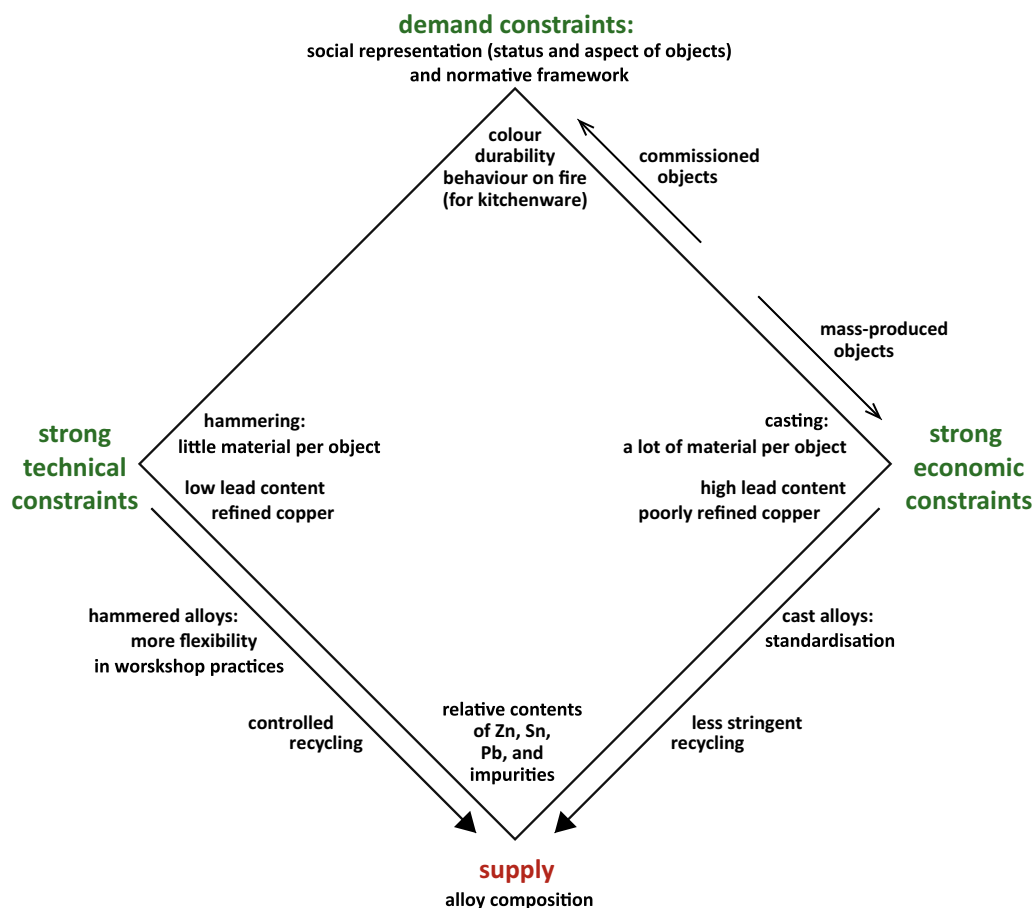 demand constraints:
social representation (status and aspect of objects)
and normative framework
colour
durability
behaviour on fire
(for kitchenware)
commissioned
objects
mass-produced
objects
strong
technical
constraints
hammering:
little material per object
low lead content
refined copper
casting:
a lot of material per object
high lead content
poorly refined copper
strong
economic
constraints
hammered alloys:
more flexibility
in worskshop practices
controlled
recycling
cast alloys:
standardisation
less stringent
recycling
relative contents
of Zn, Sn,
Pb, and
impurities
supply
alloy composition